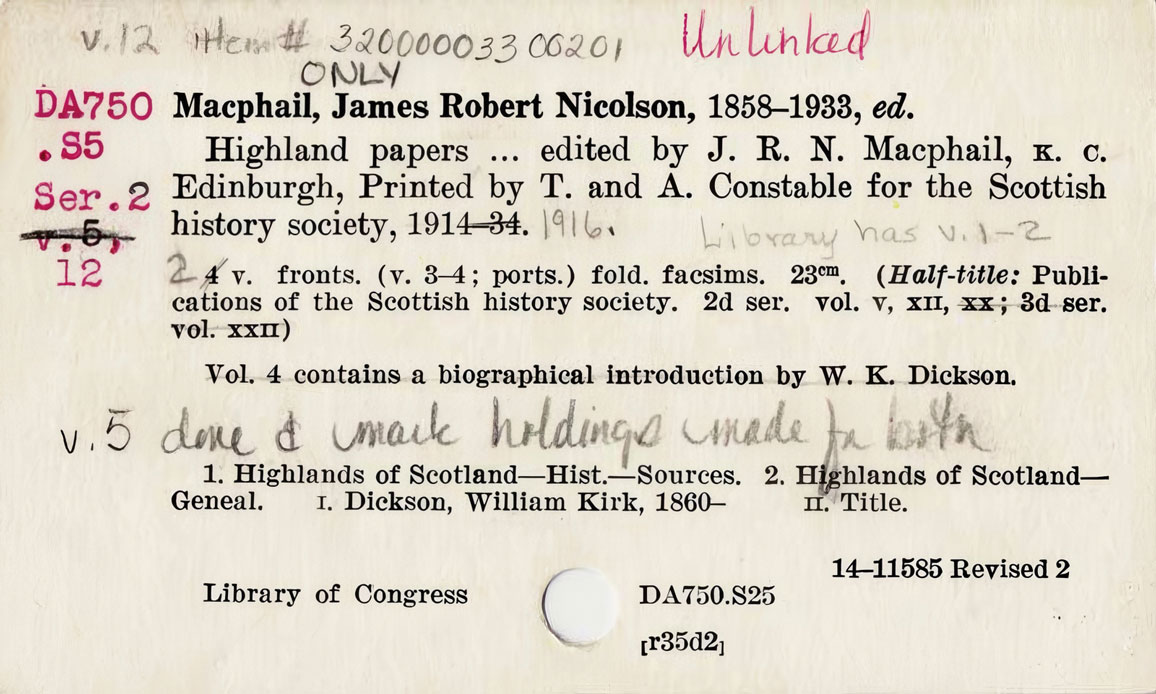 v.12 item # 32000003300201 Unlinked
ONLY
DA750 Macphail, James Robert Nicolson, 1858–1933, ed.
.S5 Highland papers ... edited by J. R. N. Macphail, K. C.
Ser.2 Edinburgh, Printed by T. and A. Constable for the Scottish
v.5, history society, 1914–34. 1916. Library has v.1-2
12 2 4 v. fronts. (v. 3–4; ports.) fold. facsims. 23cm. (Half-title: Publi-
cations of the Scottish history society. 2d ser. vol. V, XII, XX; 3d ser.
vol. XXII)
Vol. 4 contains a biographical introduction by W. K. Dickson.
v.5 done & mark holdings made for both
1. Highlands of Scotland—Hist.—Sources. 2. Highlands of Scotland—
Geneal. I. Dickson, William Kirk, 1860– II. Title.
14–11585 Revised 2
Library of Congress DA750.S25
[r35d2]